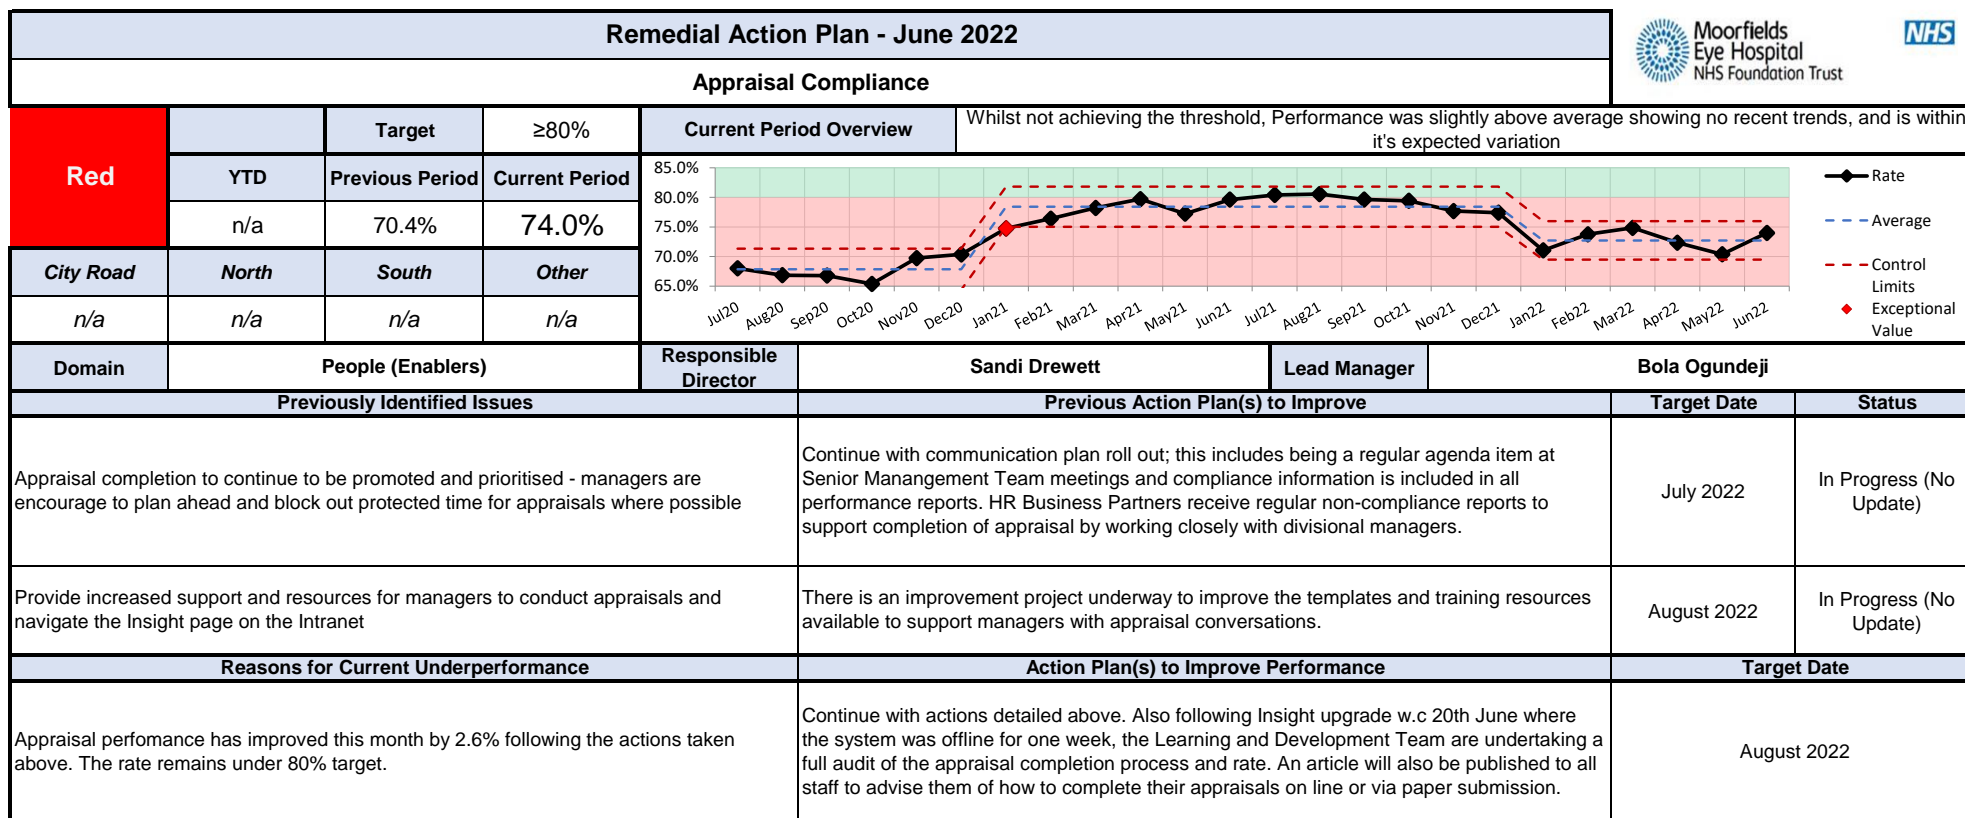 Remedial Action Plan - June 2022
Moorfields
Eye Hospital
NHS Foundation Trust
NHS
Appraisal Compliance
Red
Target
≥80%
Current Period Overview
Whilst not achieving the threshold, Performance was slightly above average showing no recent trends, and is within
it's expected variation
YTD
Previous Period
Current Period
n/a
70.4%
74.0%
City Road
North
South
Other
n/a
n/a
n/a
n/a
85.0%
80.0%
75.0%
70.0%
65.0%
Jul20
Aug20
Sep20
Oct20
Nov20
Dec20
Jan21
Feb21
Mar21
Apr21
May21
Jun21
Jul21
Aug21
Sep21
Oct21
Nov21
Dec21
Jan22
Feb22
Mar22
Apr22
May22
Jun22
Rate
Average
Control
Limits
Exceptional
Value
Domain
People (Enablers)
Responsible
Director
Sandi Drewett
Lead Manager
Bola Ogundeji
Previously Identified Issues
Previous Action Plan(s) to Improve
Target Date
Status
Appraisal completion to continue to be promoted and prioritised - managers are
encourage to plan ahead and block out protected time for appraisals where possible
Continue with communication plan roll out; this includes being a regular agenda item at
Senior Manangement Team meetings and compliance information is included in all
performance reports. HR Business Partners receive regular non-compliance reports to
support completion of appraisal by working closely with divisional managers.
July 2022
In Progress (No
Update)
Provide increased support and resources for managers to conduct appraisals and
navigate the Insight page on the Intranet
There is an improvement project underway to improve the templates and training resources
available to support managers with appraisal conversations.
August 2022
In Progress (No
Update)
Reasons for Current Underperformance
Action Plan(s) to Improve Performance
Target Date
Appraisal perfomance has improved this month by 2.6% following the actions taken
above. The rate remains under 80% target.
Continue with actions detailed above. Also following Insight upgrade w.c 20th June where
the system was offline for one week, the Learning and Development Team are undertaking a
full audit of the appraisal completion process and rate. An article will also be published to all
staff to advise them of how to complete their appraisals on line or via paper submission.
August 2022